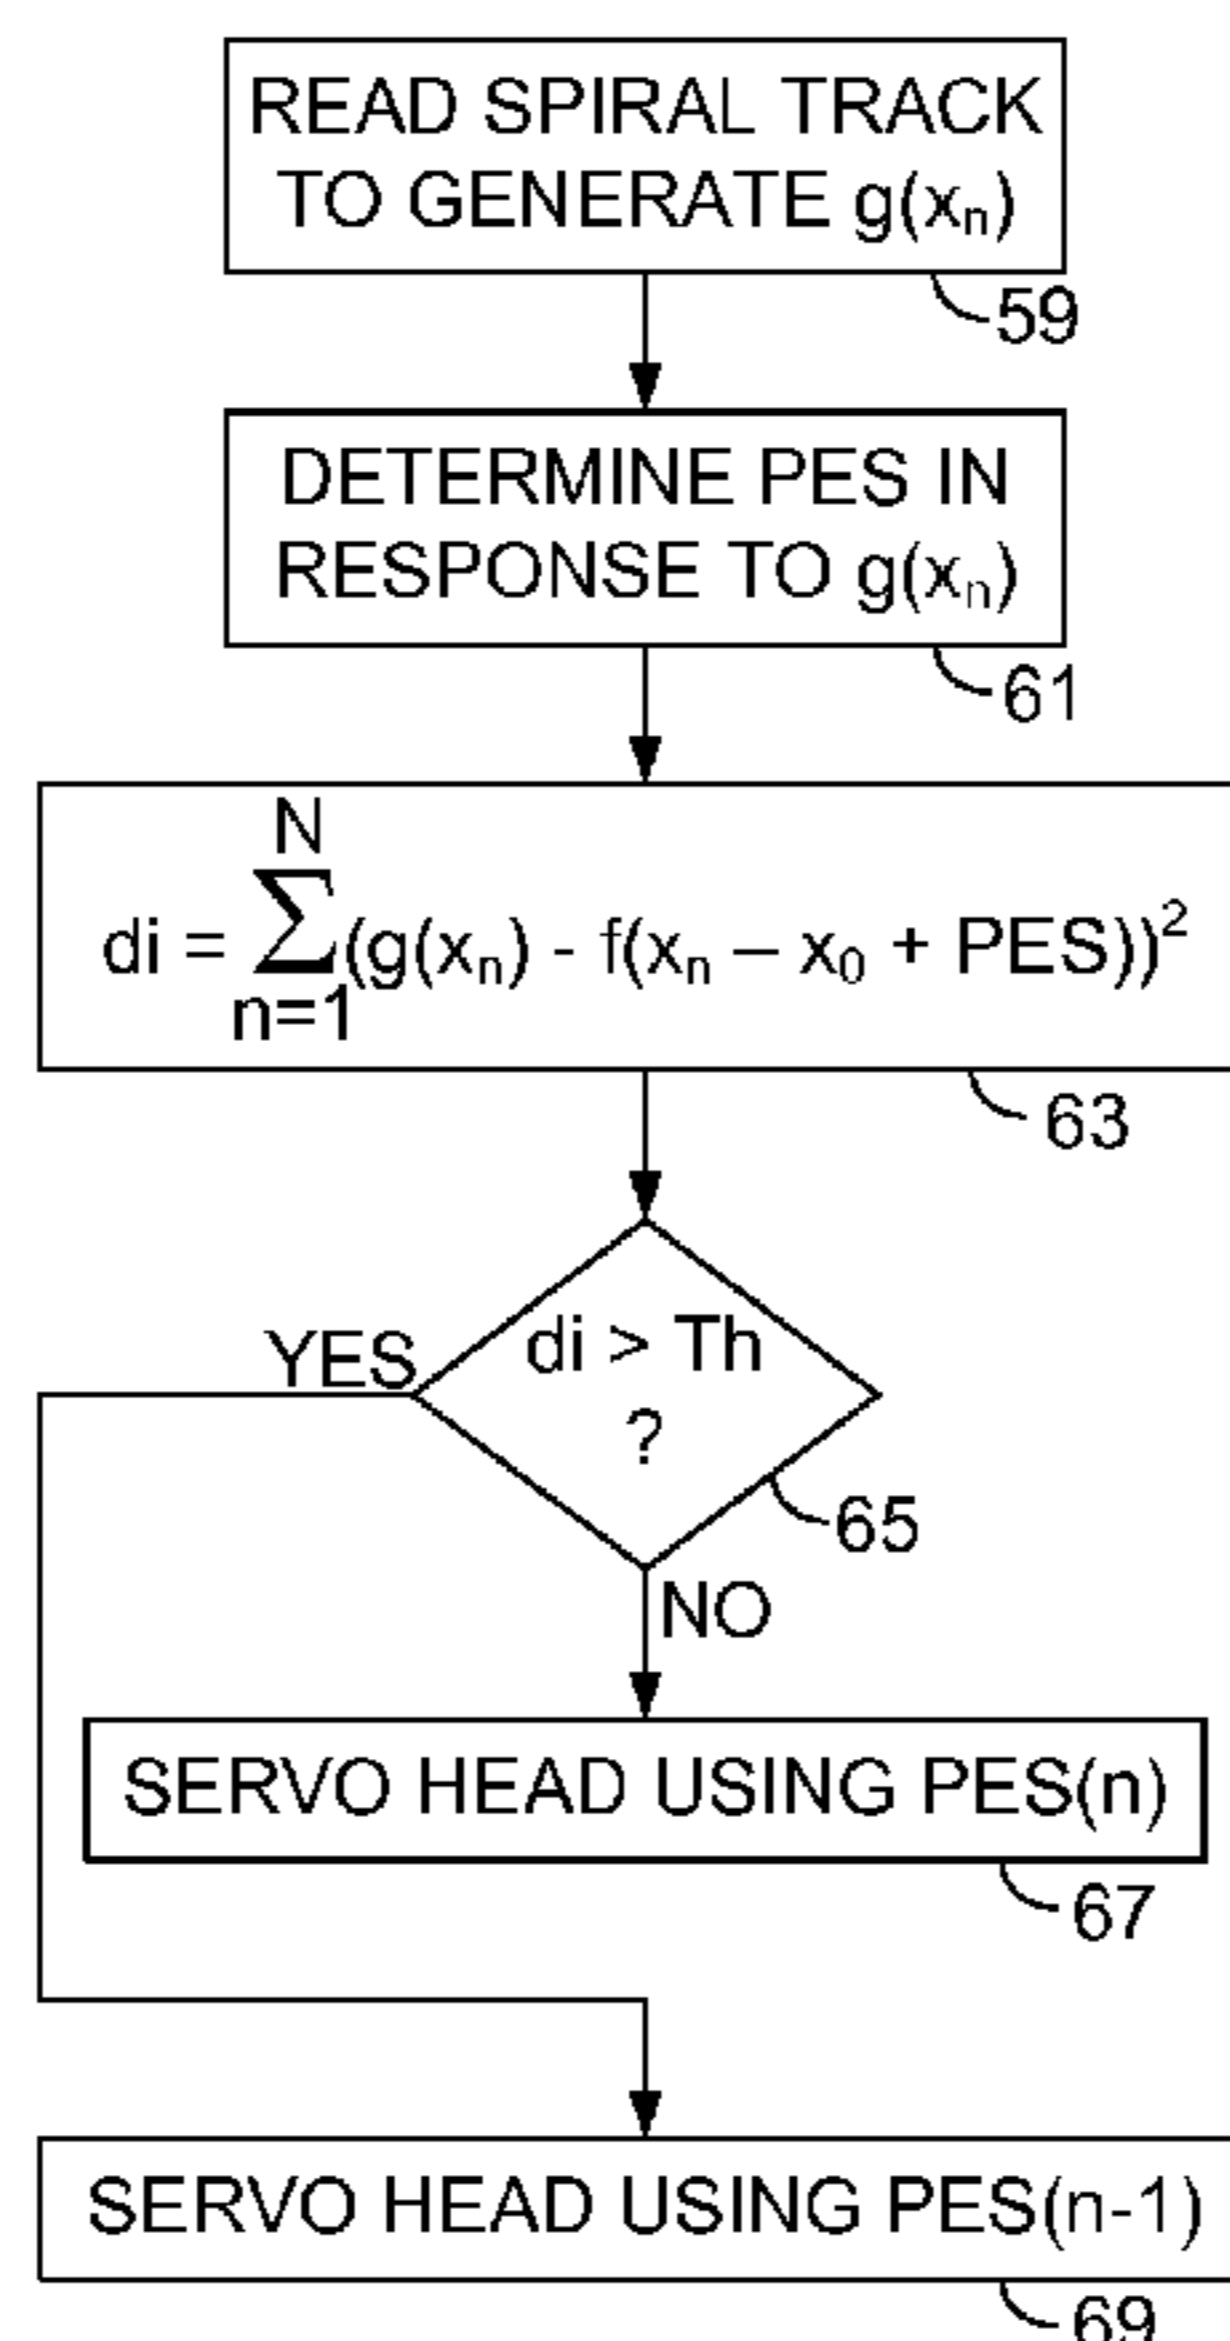 READ SPIRAL TRACK
TO GENERATE g(xₙ)
59
DETERMINE PES IN
RESPONSE TO g(xₙ)
61
N
di = Σ(g(xₙ) - f(xₙ – x₀ + PES))²
n=1
63
YES
di > Th
?
65
NO
SERVO HEAD USING PES(n)
67
SERVO HEAD USING PES(n-1)
69